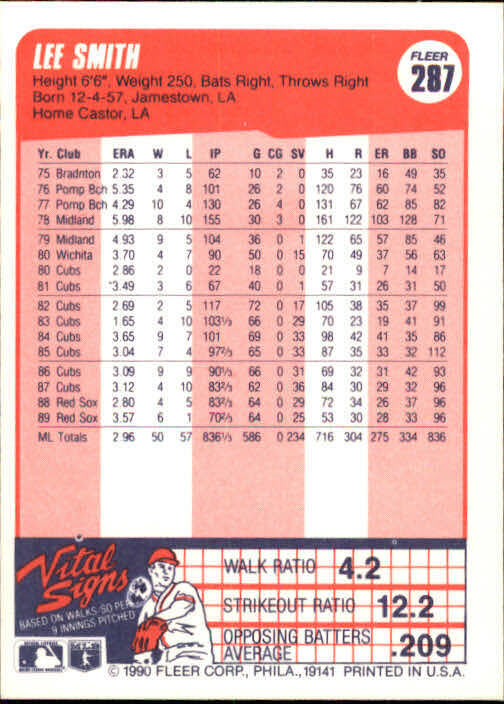 LEE SMITH
FLEER
287
Height 6'6", Weight 250, Bats Right, Throws Right
Born 12-4-57, Jamestown, LA
Home Castor, LA
Yr. Club ERA W L IP G CG SV H R ER BB SO
75 Bradnton 2.32 3 5 62 10 2 0 35 23 16 49 35
76 Pomp Bch 5.35 4 8 101 26 2 0 120 76 60 74 52
77 Pomp Bch 4.29 10 4 130 26 4 0 131 67 62 85 82
78 Midland 5.98 8 10 155 30 3 0 161 122 103 128 71
79 Midland 4.93 9 5 104 36 0 1 122 65 57 85 46
80 Wichita 3.70 4 7 90 50 0 15 70 49 37 56 63
80 Cubs 2.86 2 0 22 18 0 0 21 9 7 14 17
81 Cubs *3.49 3 6 67 40 0 1 57 31 26 31 50
82 Cubs 2.69 2 5 117 72 0 17 105 38 35 37 99
83 Cubs 1.65 4 10 103⅓ 66 0 29 70 23 19 41 91
84 Cubs 3.65 9 7 101 69 0 33 98 42 41 35 86
85 Cubs 3.04 7 4 97⅔ 65 0 33 87 35 33 32 112
86 Cubs 3.09 9 9 90⅓ 66 0 31 69 32 31 42 93
87 Cubs 3.12 4 10 83⅔ 62 0 36 84 30 29 32 96
88 Red Sox 2.80 4 5 83⅔ 64 0 29 72 34 26 37 96
89 Red Sox 3.57 6 1 70⅔ 64 0 25 53 30 28 33 96
ML Totals 2.96 50 57 836⅓ 586 0 234 716 304 275 334 836
Vital Signs
BASED ON WALKS/SO PER
9 INNINGS PITCHED
WALK RATIO 4.2
STRIKEOUT RATIO 12.2
OPPOSING BATTERS
AVERAGE .209
© 1990 FLEER CORP., PHILA., 19141 PRINTED IN U.S.A.